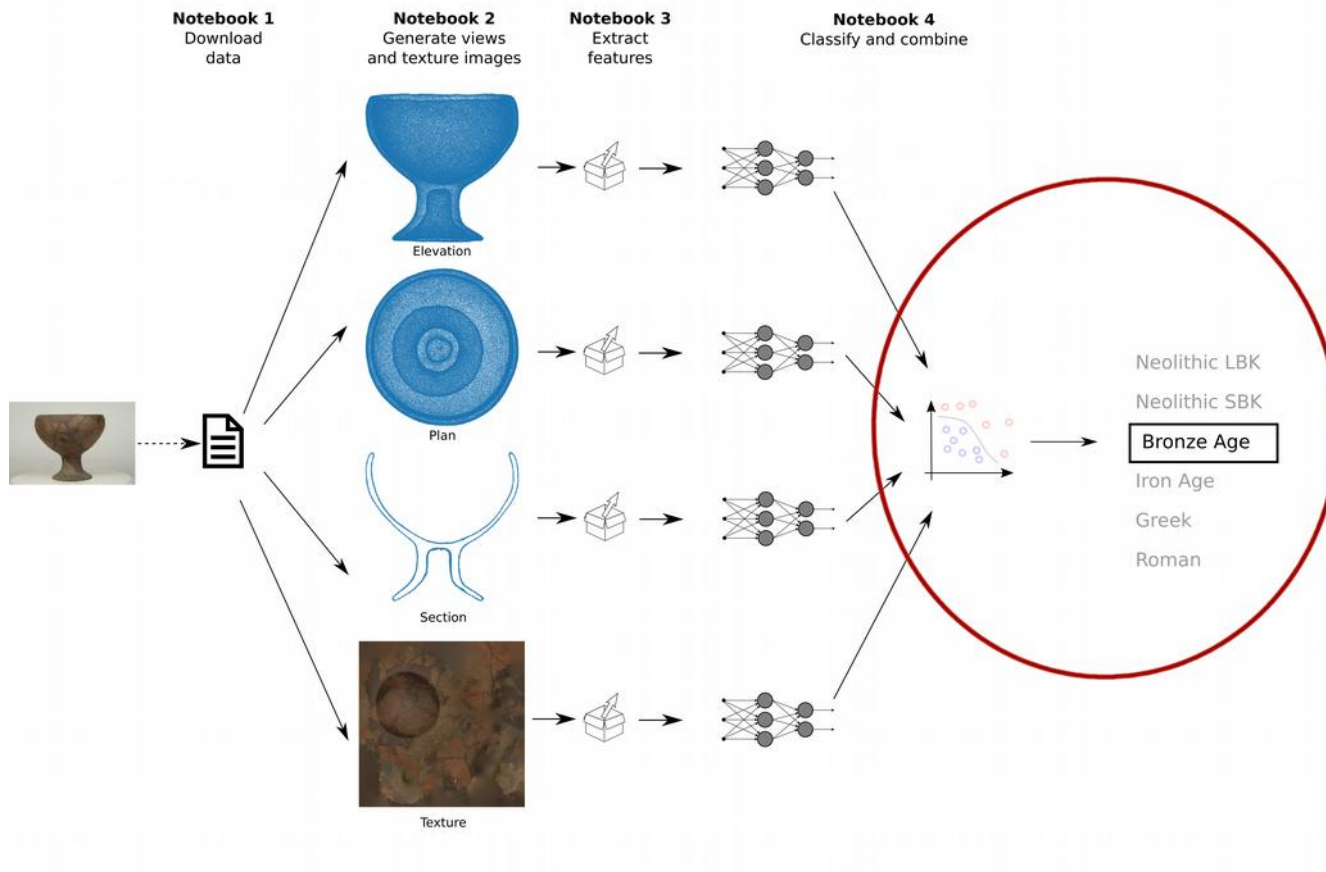 Notebook 1
Download
data
Notebook 2
Generate views
and texture images
Notebook 3
Extract
features
Notebook 4
Classify and combine
Elevation
Plan
Section
Texture
Neolithic LBK
Neolithic SBK
Bronze Age
Iron Age
Greek
Roman